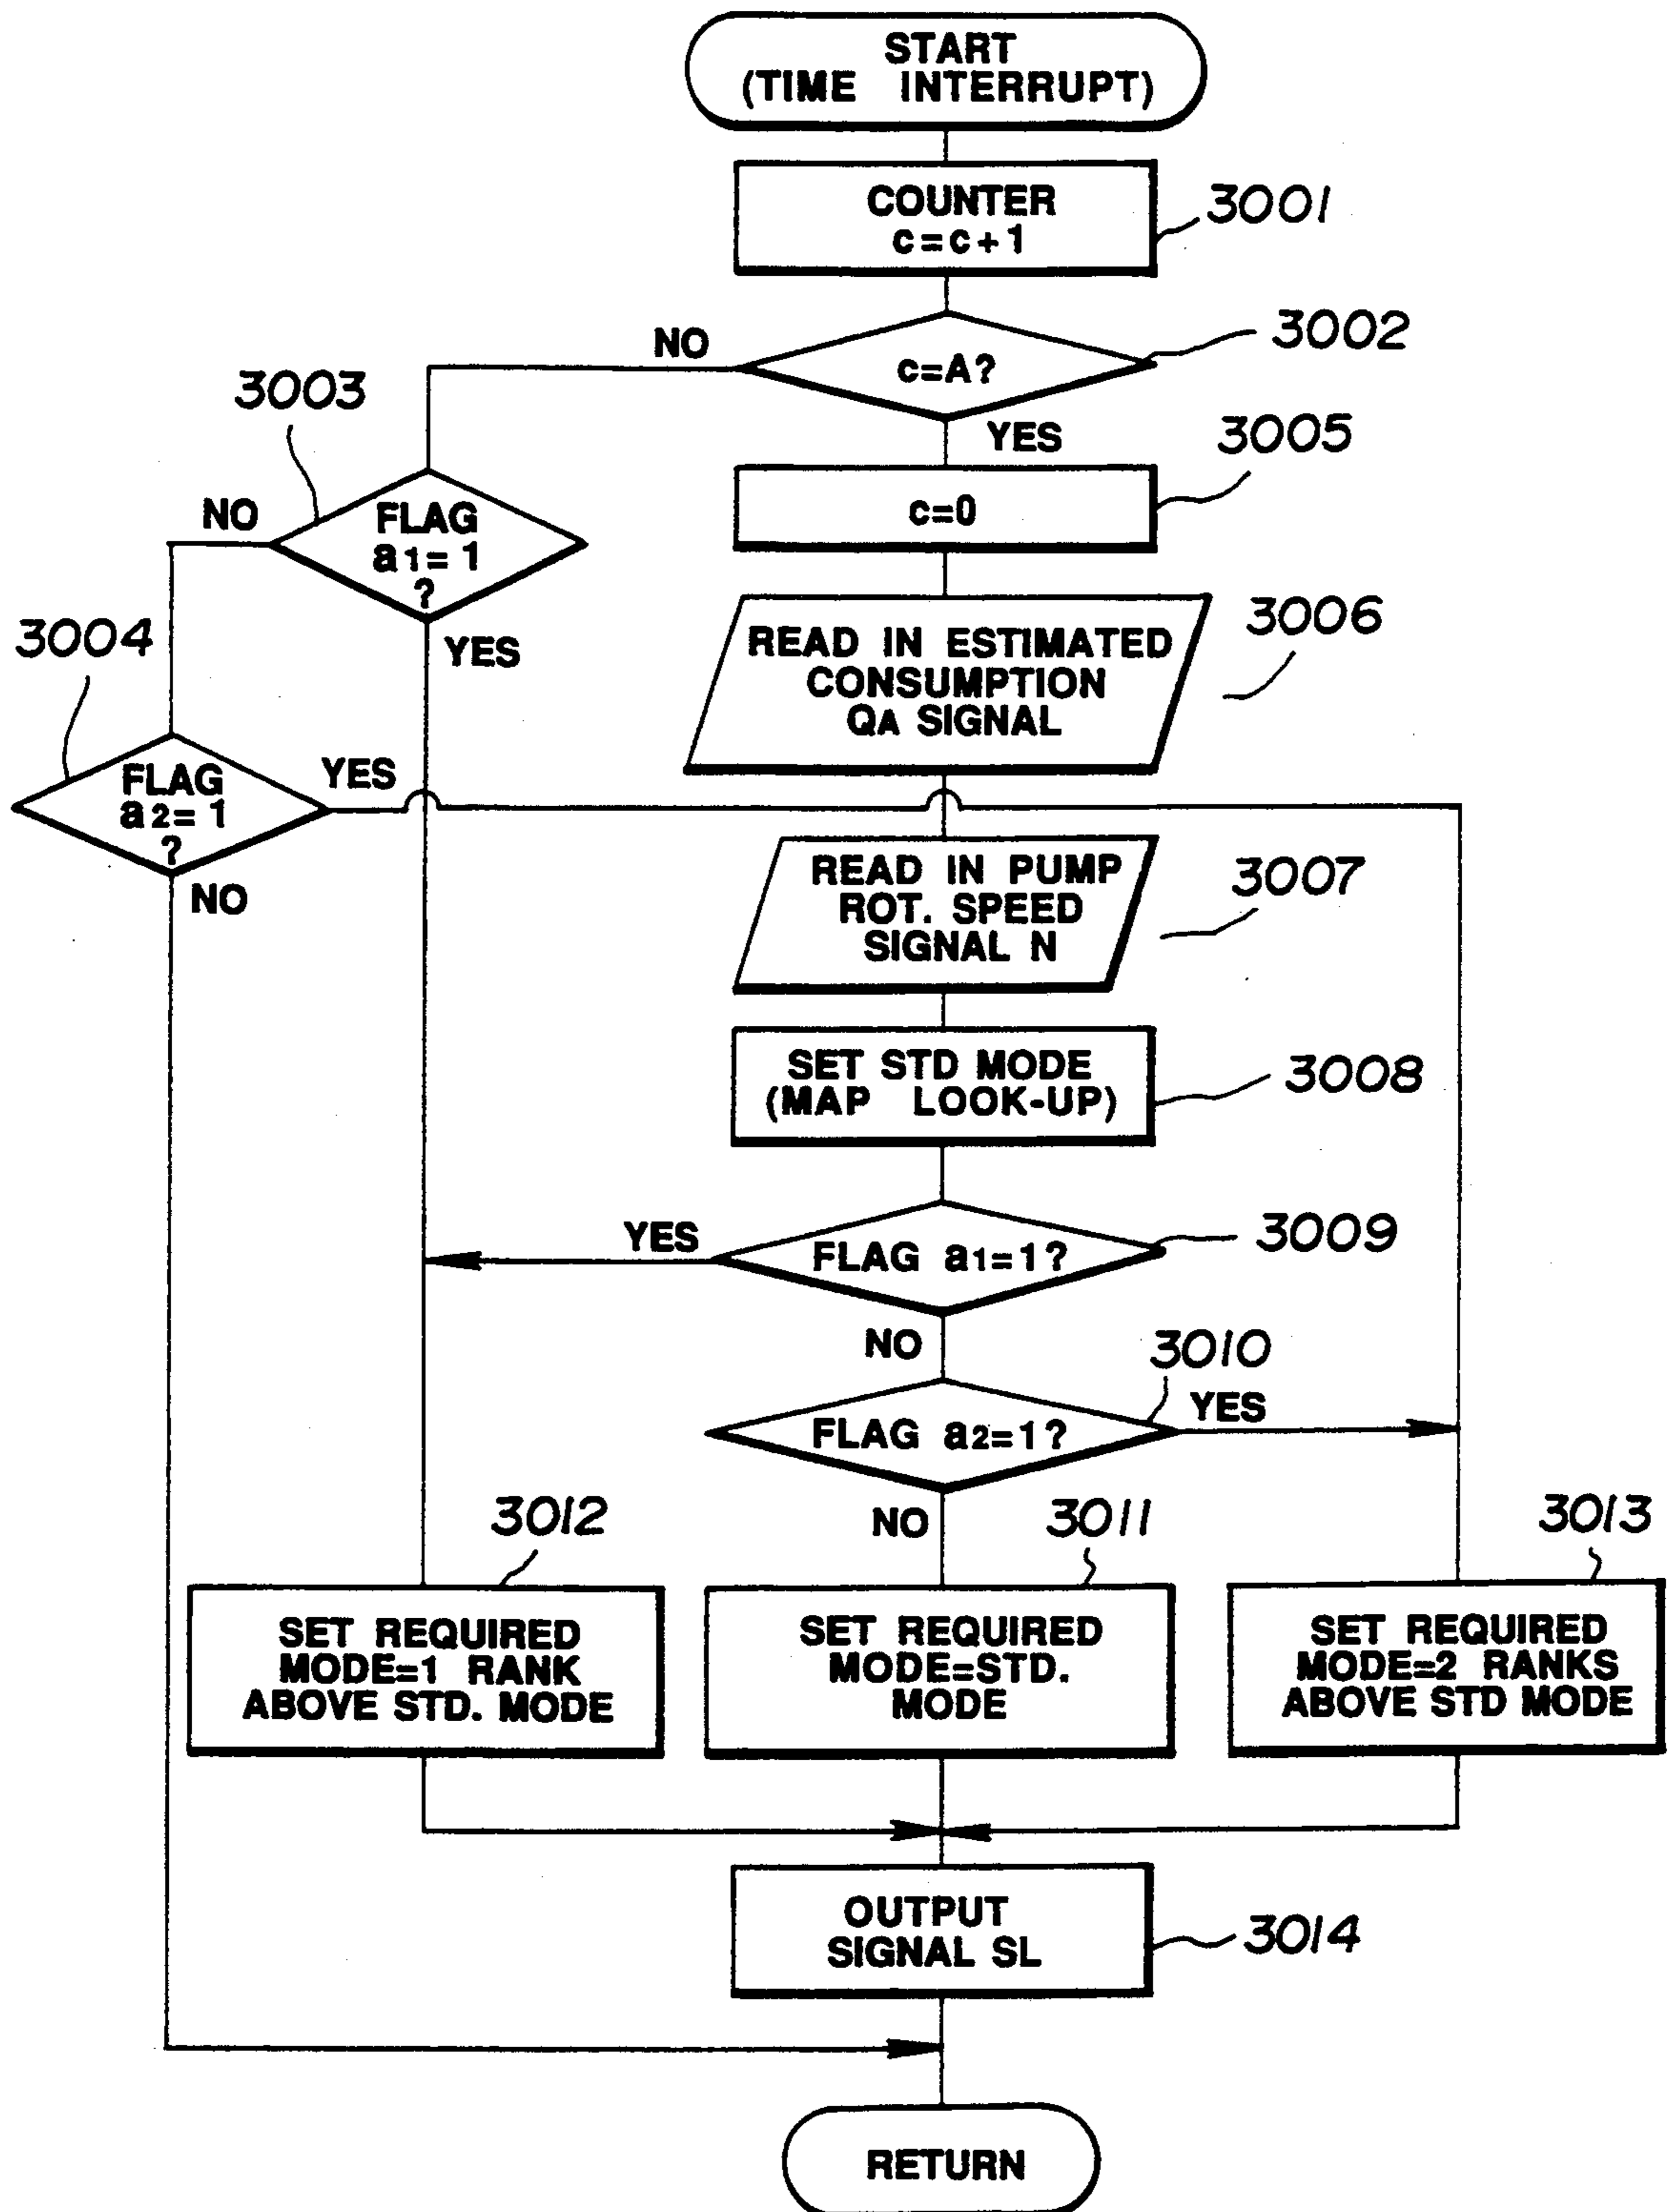 START
(TIME INTERRUPT)
COUNTER
c=c+1
3001
3002
NO
c=A?
YES
3003
3005
c=0
NO
FLAG
a1=1
?
YES
3004
3006
READ IN ESTIMATED
CONSUMPTION
QA SIGNAL
FLAG
a2=1
?
YES
NO
READ IN PUMP
ROT. SPEED
SIGNAL N
3007
SET STD MODE
(MAP LOOK-UP)
3008
YES
FLAG a1=1?
3009
NO
3010
FLAG a2=1?
YES
NO
3012
3011
3013
SET REQUIRED
MODE=1 RANK
ABOVE STD. MODE
SET REQUIRED
MODE=STD.
MODE
SET REQUIRED
MODE=2 RANKS
ABOVE STD MODE
OUTPUT
SIGNAL SL
3014
RETURN